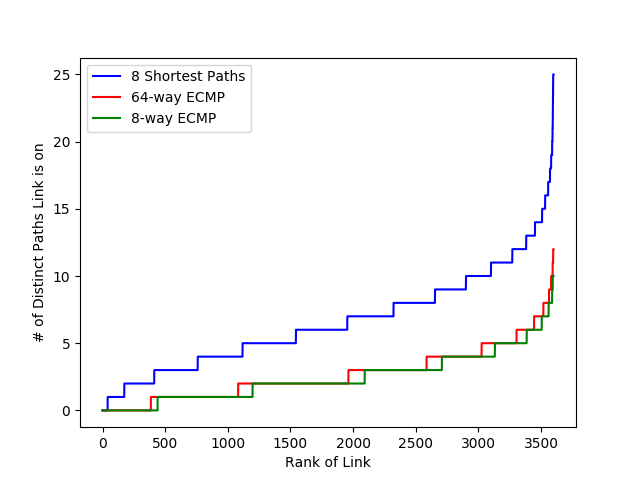 8 Shortest Paths
64-way ECMP
8-way ECMP
# of Distinct Paths Link is on
25
20
15
10
5
0
0 500 1000 1500 2000 2500 3000 3500
Rank of Link